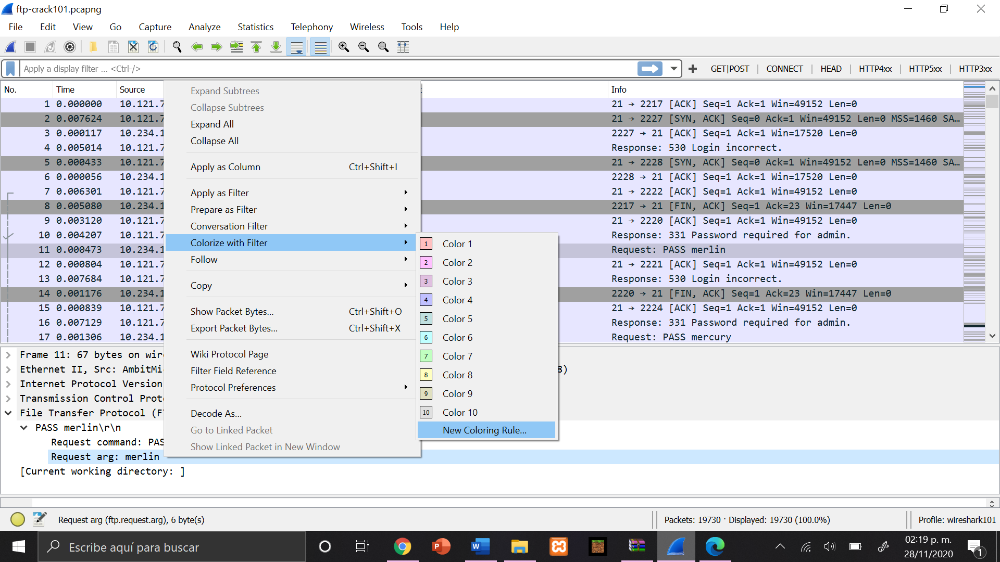 ftp-crack101.pcapng
File Edit View Go Capture Analyze Statistics Telephony Wireless Tools Help
Apply a display filter ... <Ctrl-/>
GET|POST CONNECT HEAD HTTP4xx HTTP5xx HTTP3xx
No. Time Source Info
1 0.000000 10.121.7 21 → 2217 [ACK] Seq=1 Ack=1 Win=49152 Len=0
2 0.007624 10.121.7 21 → 2227 [SYN, ACK] Seq=0 Ack=1 Win=49152 Len=0 MSS=1460 SA…
3 0.000117 10.234.1 2227 → 21 [ACK] Seq=1 Ack=1 Win=17520 Len=0
4 0.005014 10.121.7 Response: 530 Login incorrect.
5 0.000433 10.121.7 21 → 2228 [SYN, ACK] Seq=0 Ack=1 Win=49152 Len=0 MSS=1460 SA…
6 0.000056 10.234.1 2228 → 21 [ACK] Seq=1 Ack=1 Win=17520 Len=0
7 0.006301 10.121.7 21 → 2222 [ACK] Seq=1 Ack=1 Win=49152 Len=0
8 0.005080 10.234.1 2217 → 21 [FIN, ACK] Seq=1 Ack=23 Win=17447 Len=0
9 0.003120 10.121.7 21 → 2220 [ACK] Seq=1 Ack=1 Win=49152 Len=0
10 0.004207 10.121.7 Response: 331 Password required for admin.
11 0.000473 10.234.1 Request: PASS merlin
12 0.000804 10.121.7 21 → 2221 [ACK] Seq=1 Ack=1 Win=49152 Len=0
13 0.007684 10.121.7 Response: 530 Login incorrect.
14 0.001176 10.234.1 2220 → 21 [FIN, ACK] Seq=1 Ack=23 Win=17447 Len=0
15 0.000839 10.121.7 21 → 2224 [ACK] Seq=1 Ack=1 Win=49152 Len=0
16 0.007129 10.121.7 Response: 331 Password required for admin.
17 0.001306 10.234.1 Request: PASS mercury
Expand Subtrees
Collapse Subtrees
Expand All
Collapse All
Apply as Column Ctrl+Shift+I
Apply as Filter
Prepare as Filter
Conversation Filter
Colorize with Filter
Follow
Copy
Show Packet Bytes... Ctrl+Shift+O
Export Packet Bytes... Ctrl+Shift+X
Wiki Protocol Page
Filter Field Reference
Protocol Preferences
Decode As...
Go to Linked Packet
Show Linked Packet in New Window
1 Color 1
2 Color 2
3 Color 3
4 Color 4
5 Color 5
6 Color 6
7 Color 7
8 Color 8
9 Color 9
10 Color 10
New Coloring Rule...
Frame 11: 67 bytes on wir
Ethernet II, Src: AmbitMi 8)
Internet Protocol Version
Transmission Control Prot
File Transfer Protocol (F
PASS merlin\r\n
Request command: PAS
Request arg: merlin
[Current working directory: ]
Request arg (ftp.request.arg), 6 byte(s)
Packets: 19730 · Displayed: 19730 (100.0%)
Profile: wireshark101
Escribe aquí para buscar
02:19 p. m.
28/11/2020
1